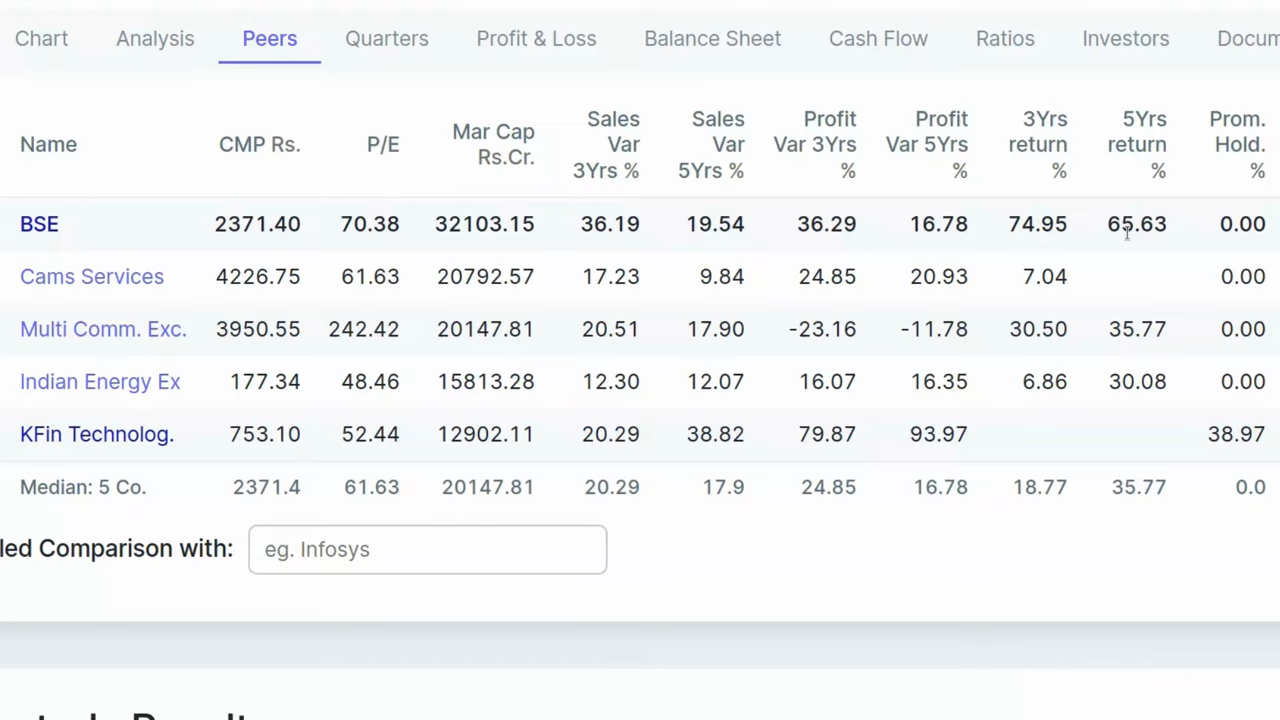 Chart Analysis Peers Quarters Profit & Loss Balance Sheet Cash Flow Ratios Investors Docum
Name CMP Rs. P/E Mar Cap Rs.Cr. Sales Var 3Yrs % Sales Var 5Yrs % Profit Var 3Yrs % Profit Var 5Yrs % 3Yrs return % 5Yrs return % Prom. Hold. %
BSE 2371.40 70.38 32103.15 36.19 19.54 36.29 16.78 74.95 65.63 0.00
Cams Services 4226.75 61.63 20792.57 17.23 9.84 24.85 20.93 7.04 0.00
Multi Comm. Exc. 3950.55 242.42 20147.81 20.51 17.90 -23.16 -11.78 30.50 35.77 0.00
Indian Energy Ex 177.34 48.46 15813.28 12.30 12.07 16.07 16.35 6.86 30.08 0.00
KFin Technolog. 753.10 52.44 12902.11 20.29 38.82 79.87 93.97 38.97
Median: 5 Co. 2371.4 61.63 20147.81 20.29 17.9 24.85 16.78 18.77 35.77 0.0
led Comparison with: eg. Infosys